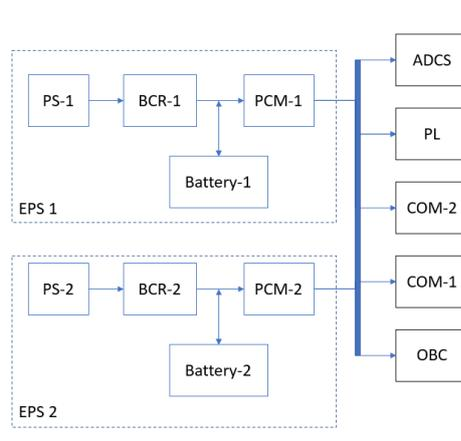 ADCS
PS-1
BCR-1
PCM-1
PL
Battery-1
EPS 1
COM-2
PS-2
BCR-2
PCM-2
COM-1
Battery-2
OBC
EPS 2